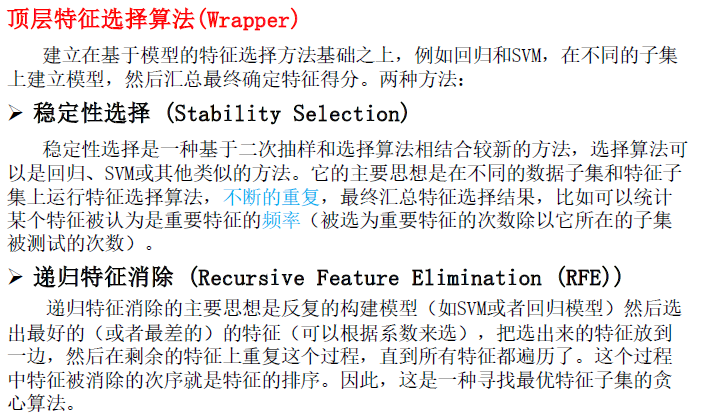 顶层特征选择算法(Wrapper)
建立在基于模型的特征选择方法基础之上，例如回归和SVM，在不同的子集
上建立模型，然后汇总最终确定特征得分。两种方法：
➢ 稳定性选择 (Stability Selection)
稳定性选择是一种基于二次抽样和选择算法相结合较新的方法，选择算法可
以是回归、SVM或其他类似的方法。它的主要思想是在不同的数据子集和特征子
集上运行特征选择算法，不断的重复，最终汇总特征选择结果，比如可以统计
某个特征被认为是重要特征的频率（被选为重要特征的次数除以它所在的子集
被测试的次数）。
➢ 递归特征消除 (Recursive Feature Elimination (RFE))
递归特征消除的主要思想是反复的构建模型（如SVM或者回归模型）然后选
出最好的（或者最差的）的特征（可以根据系数来选），把选出来的特征放到
一边，然后在剩余的特征上重复这个过程，直到所有特征都遍历了。这个过程
中特征被消除的次序就是特征的排序。因此，这是一种寻找最优特征子集的贪
心算法。